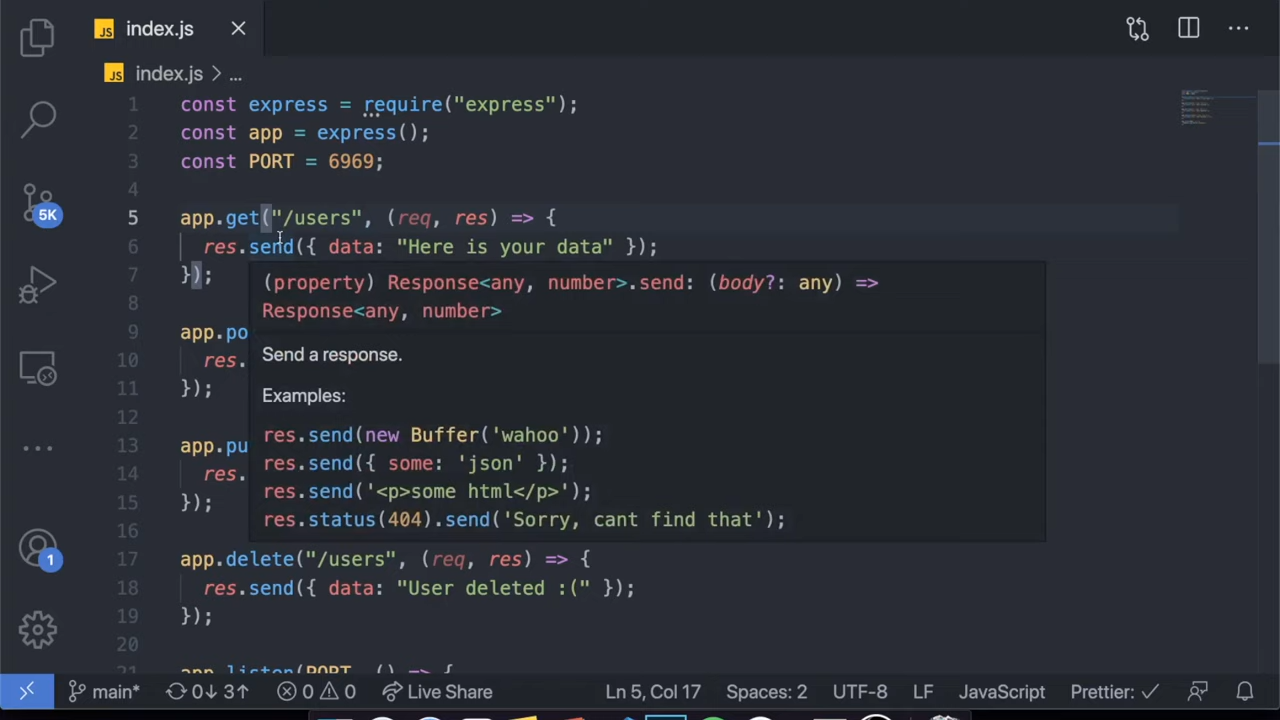 JS index.js
JS index.js > ...
1 const express = require("express");
2 const app = express();
3 const PORT = 6969;
4
5 app.get("/users", (req, res) => {
6 res.send({ data: "Here is your data" });
7 });
(property) Response<any, number>.send: (body?: any) =>
Response<any, number>
8
9 app.po
Send a response.
10 res.
11 });
Examples:
12
res.send(new Buffer('wahoo'));
13 app.pu
res.send({ some: 'json' });
14 res.
res.send('<p>some html</p>');
15 });
res.status(404).send('Sorry, cant find that');
16
17 app.delete("/users", (req, res) => {
18 res.send({ data: "User deleted :(" });
19 });
20
21 app.listen(PORT, () => {
5K
1
main* 0↓ 3↑ 0 0 Live Share Ln 5, Col 17 Spaces: 2 UTF-8 LF JavaScript Prettier: ✓